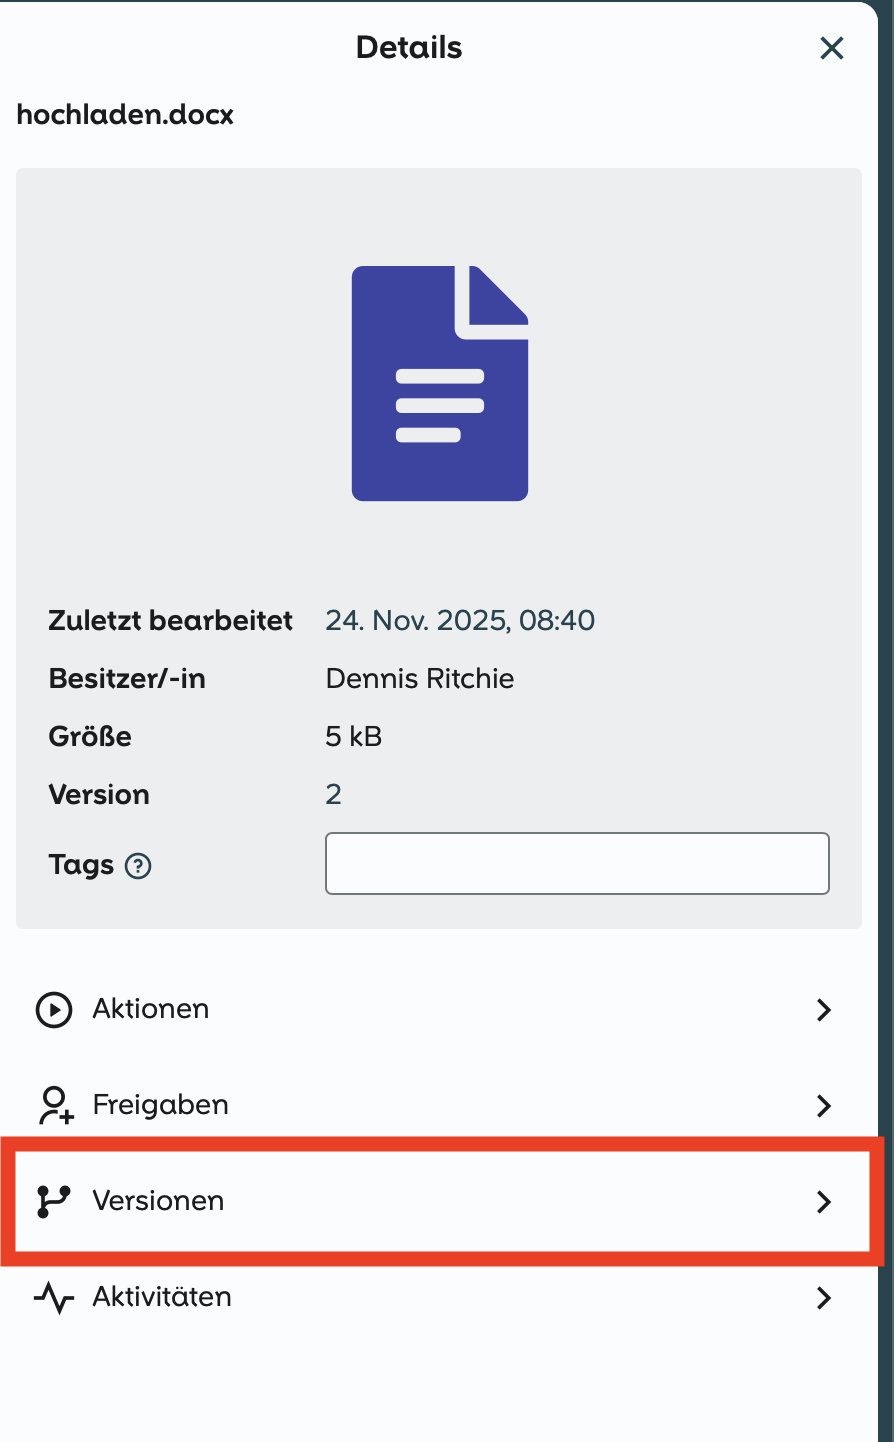 Details
hochladen.docx
Zuletzt bearbeitet 24. Nov. 2025, 08:40
Besitzer/-in Dennis Ritchie
Größe 5 kB
Version 2
Tags ?
Aktionen
Freigaben
Versionen
Aktivitäten